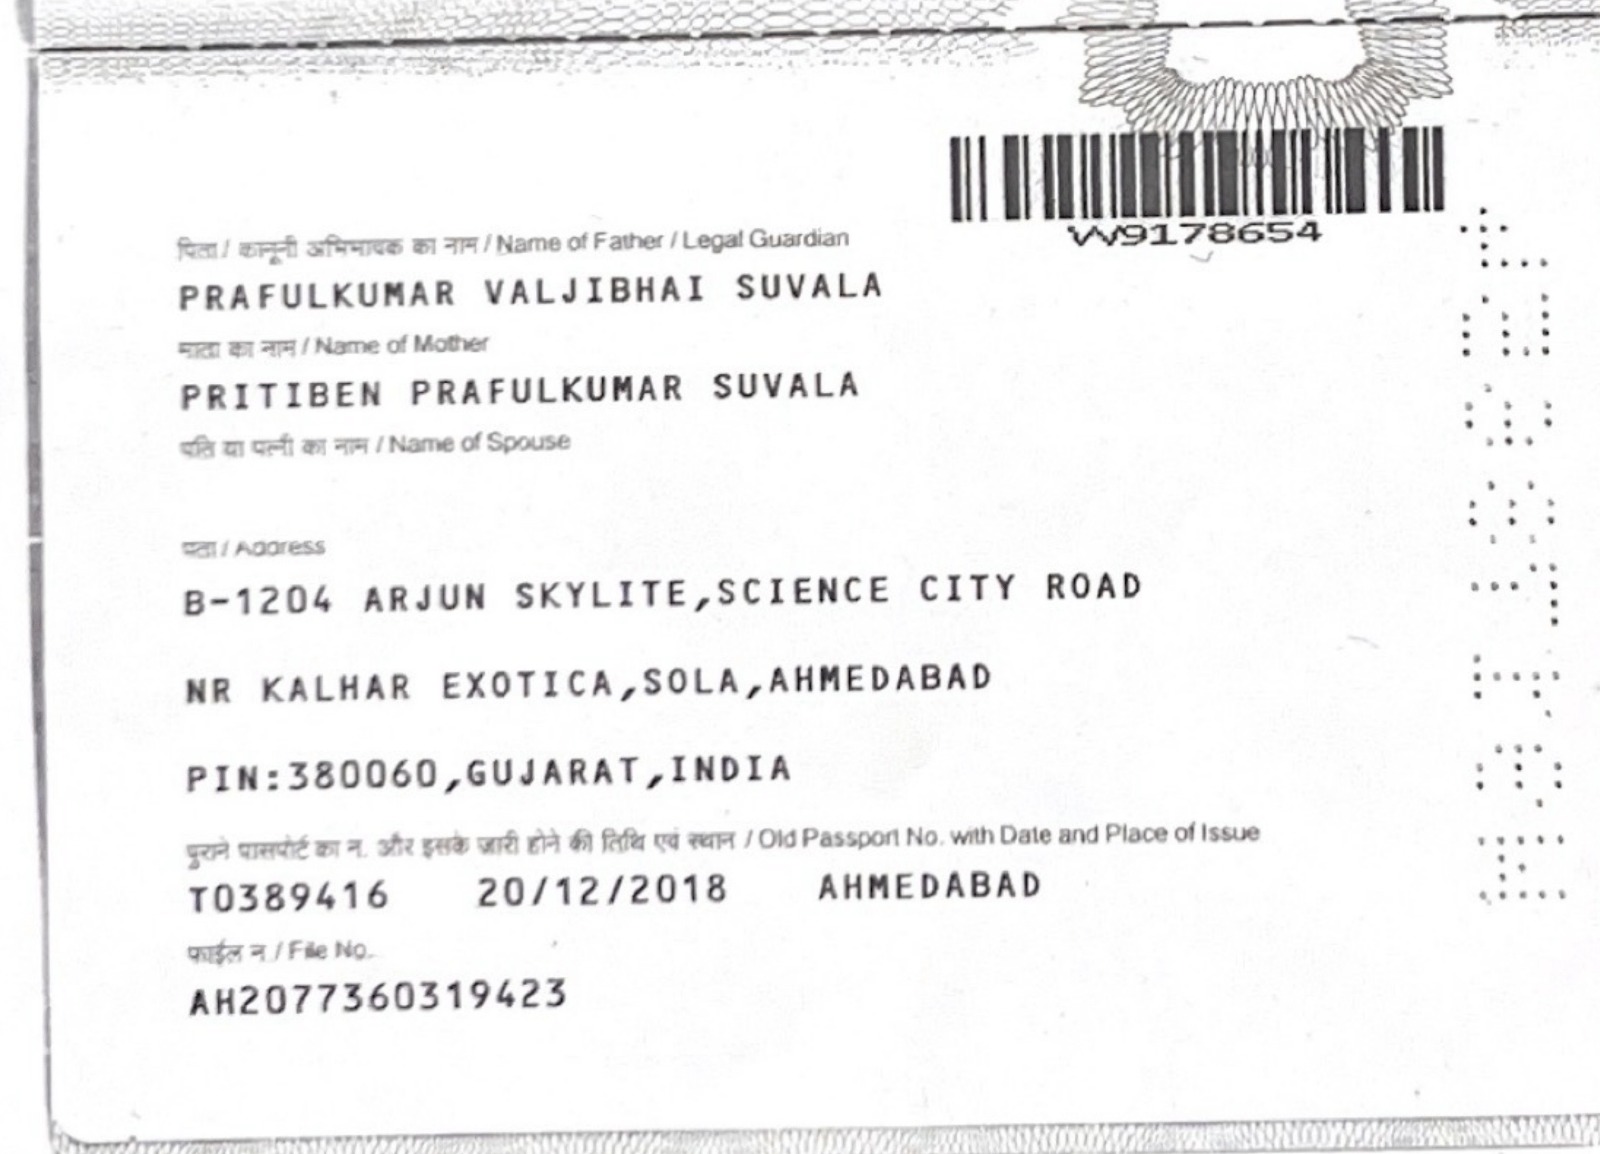 W9178654
पिता / कानूनी अभिभावक का नाम / Name of Father / Legal Guardian
PRAFULKUMAR VALJIBHAI SUVALA
माता का नाम / Name of Mother
PRITIBEN PRAFULKUMAR SUVALA
पति या पत्नी का नाम / Name of Spouse
पता / Address
B-1204 ARJUN SKYLITE,SCIENCE CITY ROAD
NR KALHAR EXOTICA,SOLA,AHMEDABAD
PIN:380060,GUJARAT,INDIA
पुराने पासपोर्ट का न. और इसके जारी होने की तिथि एवं स्थान / Old Passport No. with Date and Place of Issue
T0389416 20/12/2018 AHMEDABAD
फाईल न / File No.
AH2077360319423